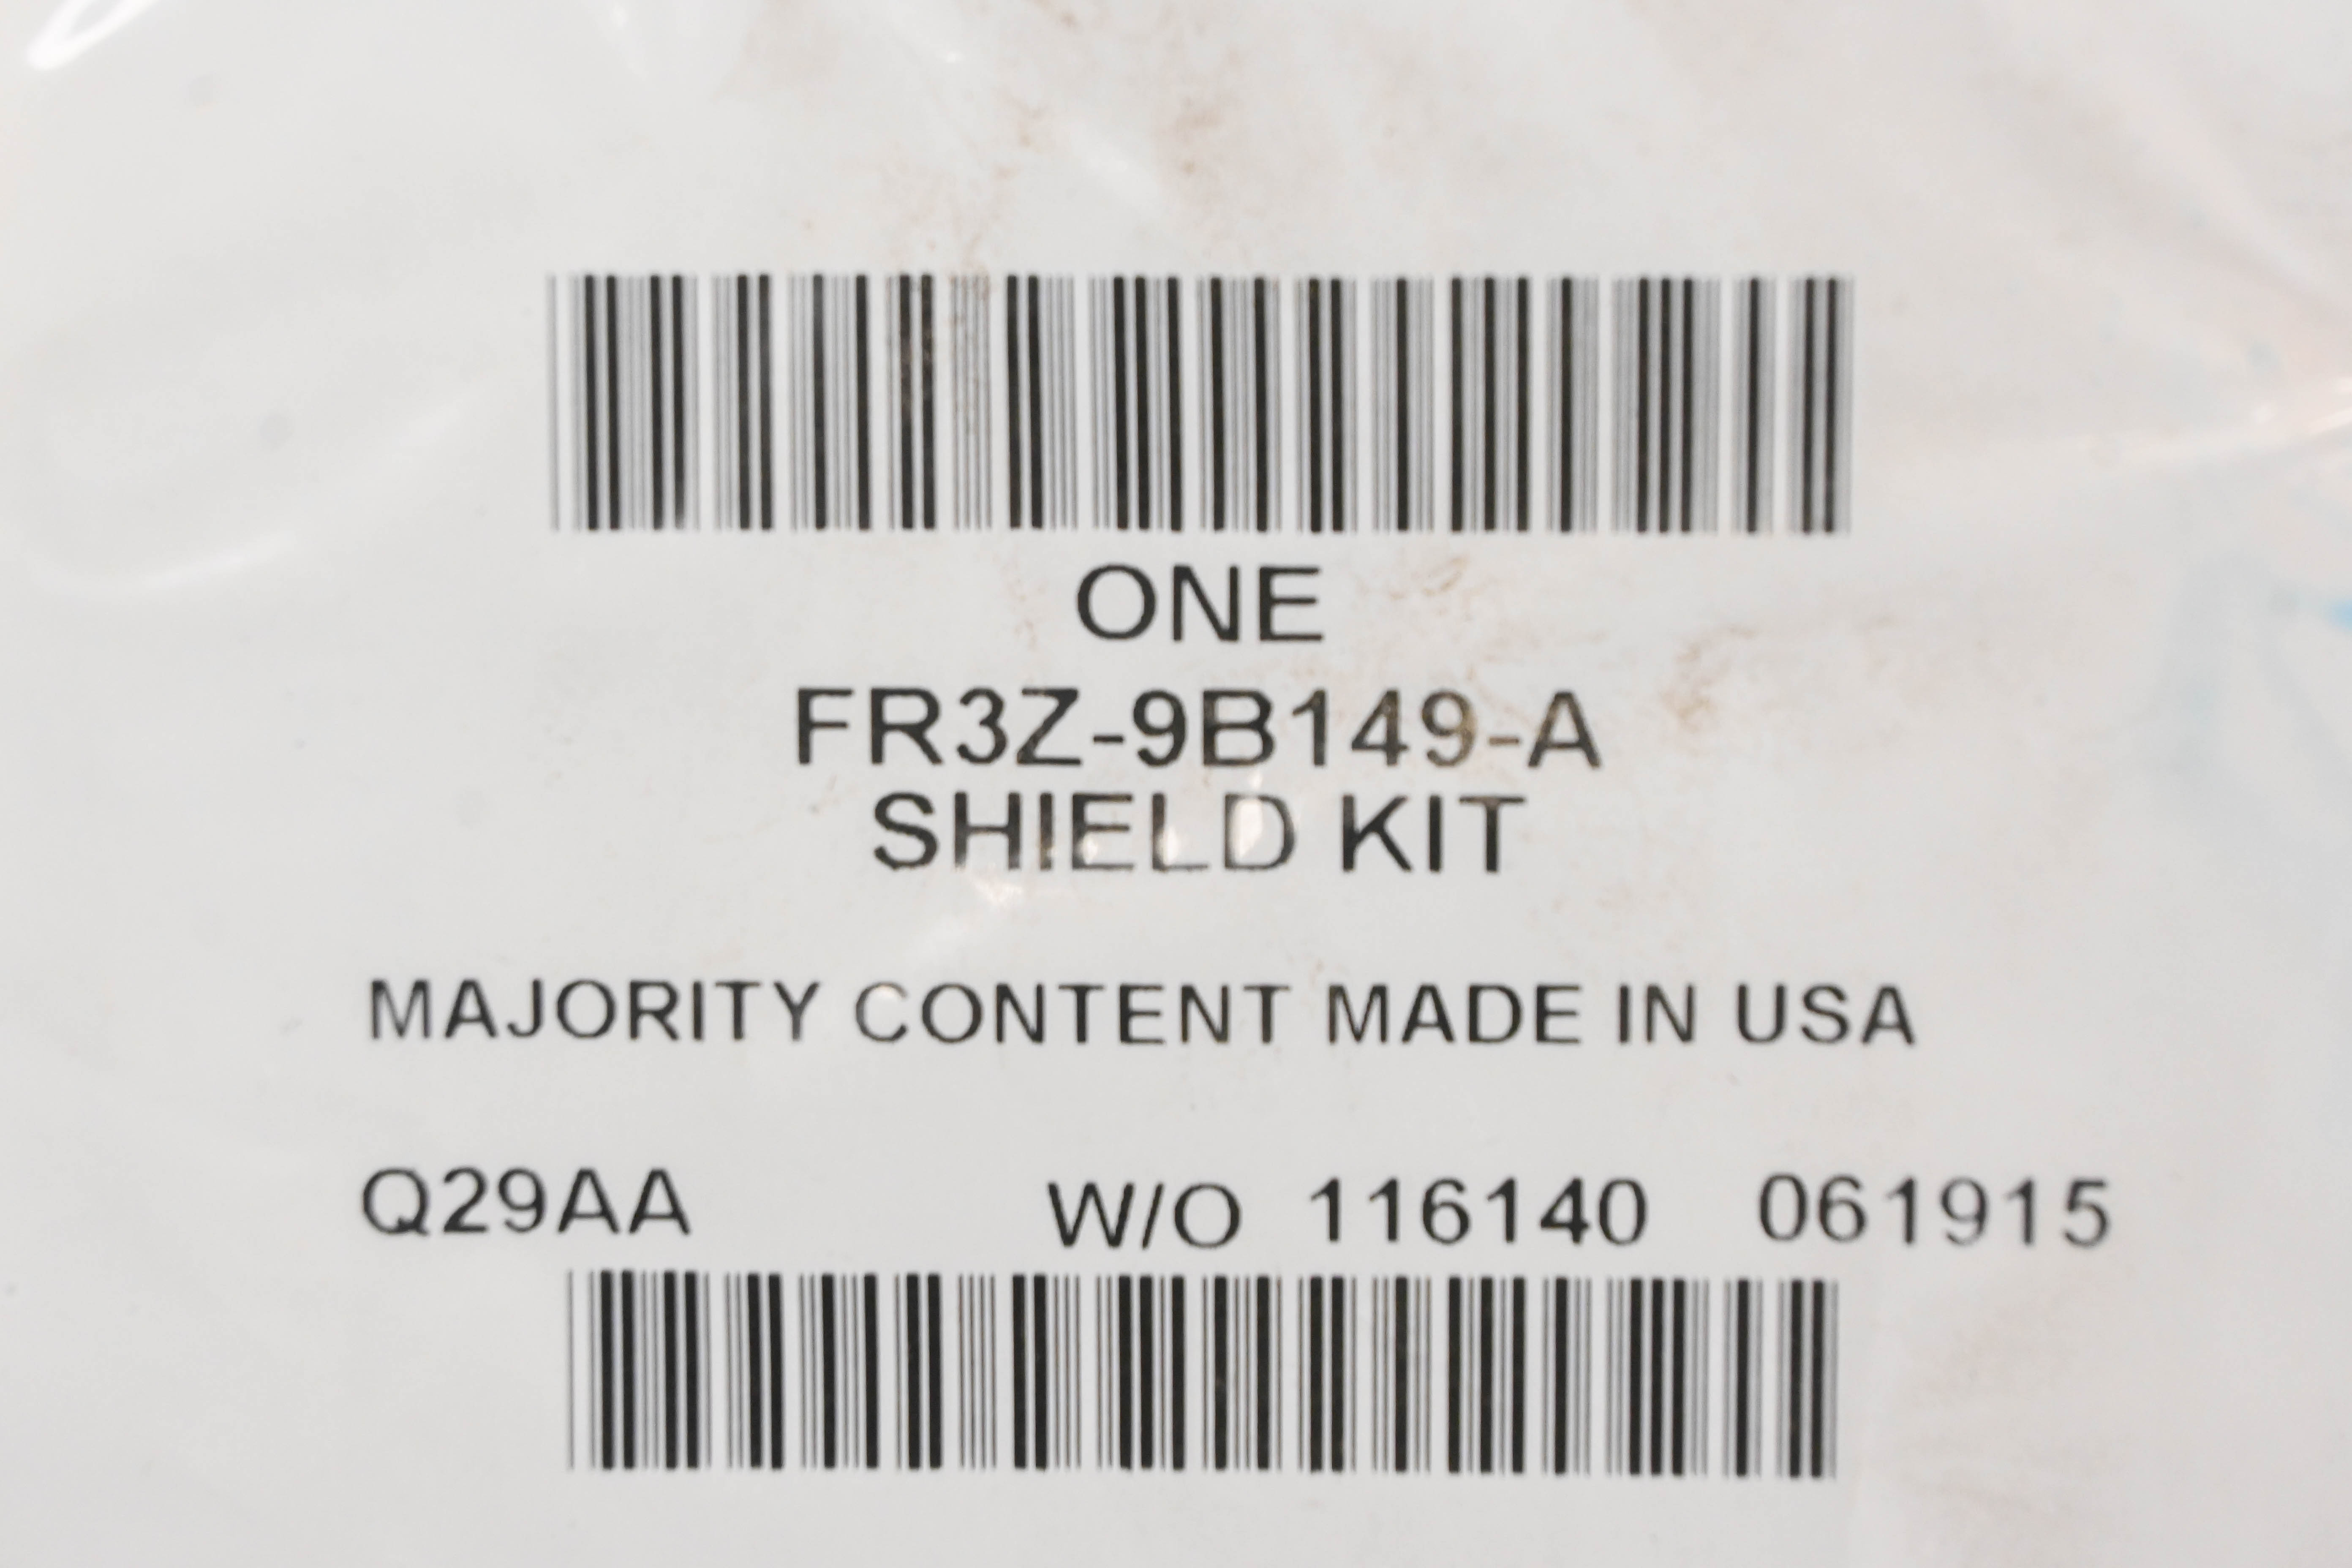 ONE
FR3Z-9B149-A
SHIELD KIT
MAJORITY CONTENT MADE IN USA
Q29AA W/O 116140 061915